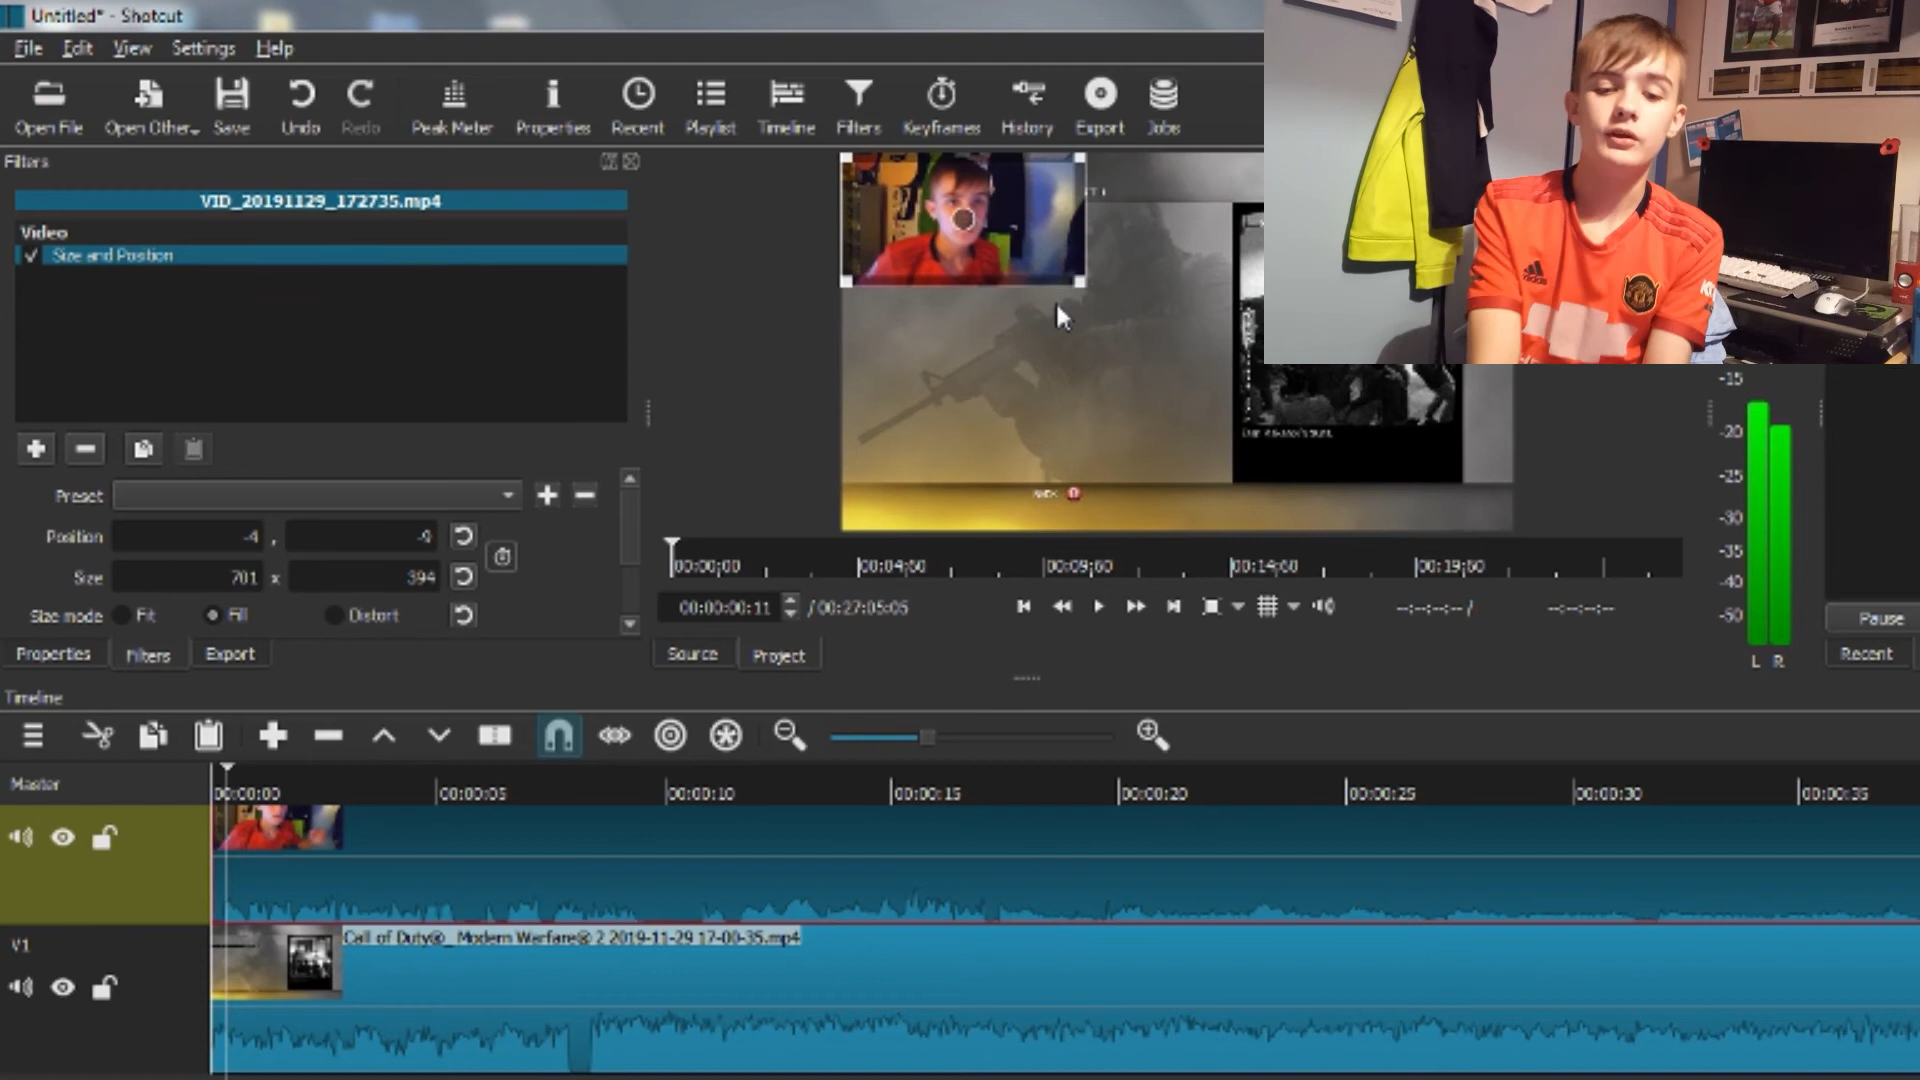 Untitled* - Shotcut
File Edit View Settings Help
Open File Open Other Save Undo Redo Peak Meter Properties Recent Playlist Timeline Filters Keyframes History Export Jobs
Filters
VID_20191129_172735.mp4
Video
Size and Position
Preset
Position -4 , -9
Size 701 x 394
Size mode Fit Fill Distort
Properties Filters Export
00:00:00 00:04:60 00:09:60 00:14:60 00:19:60
00:00:00:11 / 00:27:05:05 --:--:--:-- / --:--:--:--
Source Project
-15
-20
-25
-30
-35
-40
-50
L R
Pause
Recent
adidas
Timeline
Master
00:00:00 00:00:05 00:00:10 00:00:15 00:00:20 00:00:25 00:00:30 00:00:35
V1
Call of Duty®_ Modern Warfare® 2 2019-11-29 17-00-35.mp4